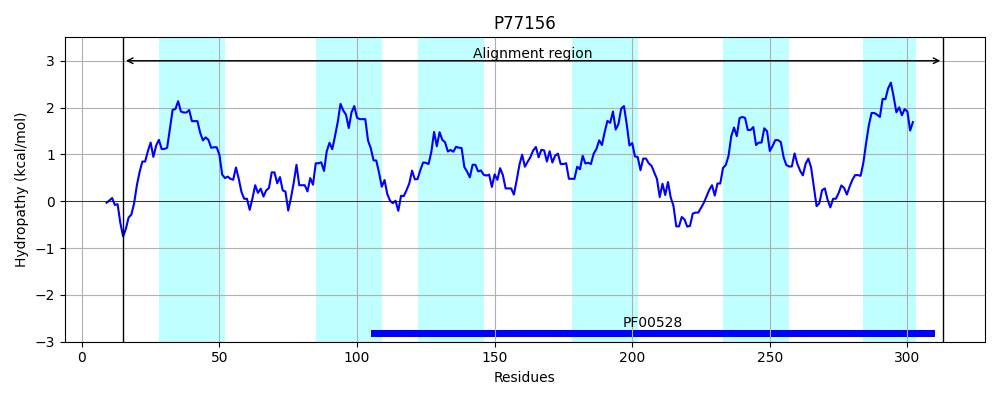 P77156
Alignment region
Hydropathy (kcal/mol)
3
2
1
0
−1
−2
−3
PF00528
0 50 100 150 200 250 300
Residues